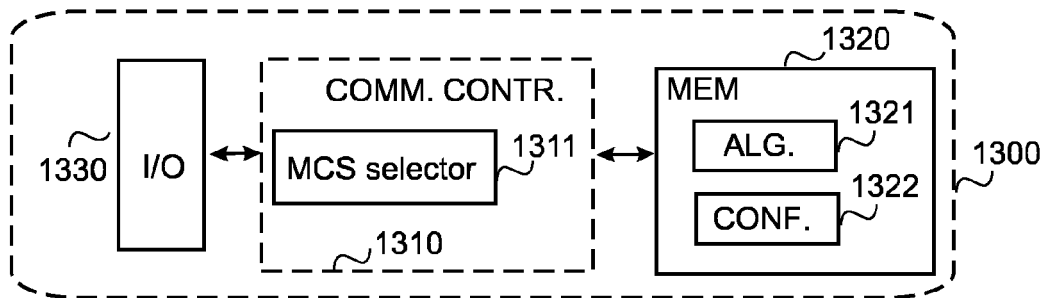 1320
COMM. CONTR.
MEM
1321
ALG.
1311
MCS selector
1330
I/O
1300
1322
CONF.
1310